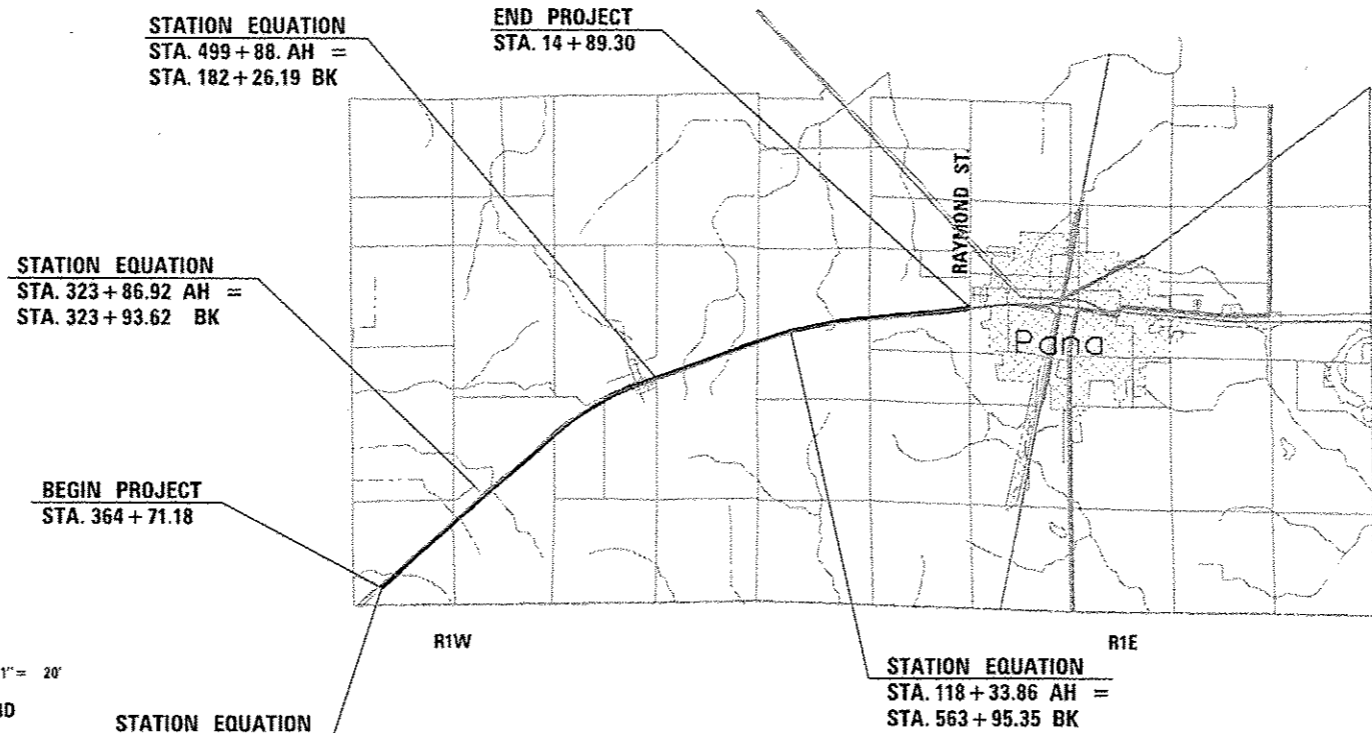 STATION EQUATION
STA. 499+88. AH =
STA. 182+26.19 BK
END PROJECT
STA. 14+89.30
RAYMOND ST.
STATION EQUATION
STA. 323+86.92 AH =
STA. 323+93.62 BK
Pana
BEGIN PROJECT
STA. 364+71.18
R1W
R1E
1"= 20'
STATION EQUATION
STA. 118+33.86 AH =
STA. 563+95.35 BK
STATION EQUATION